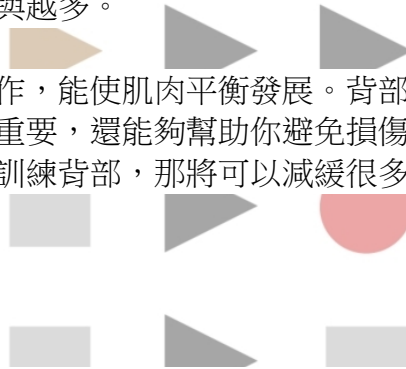 與越多。
作，能使肌肉平衡發展。背部
重要，還能夠幫助你避免損傷
訓練背部，那將可以減緩很多